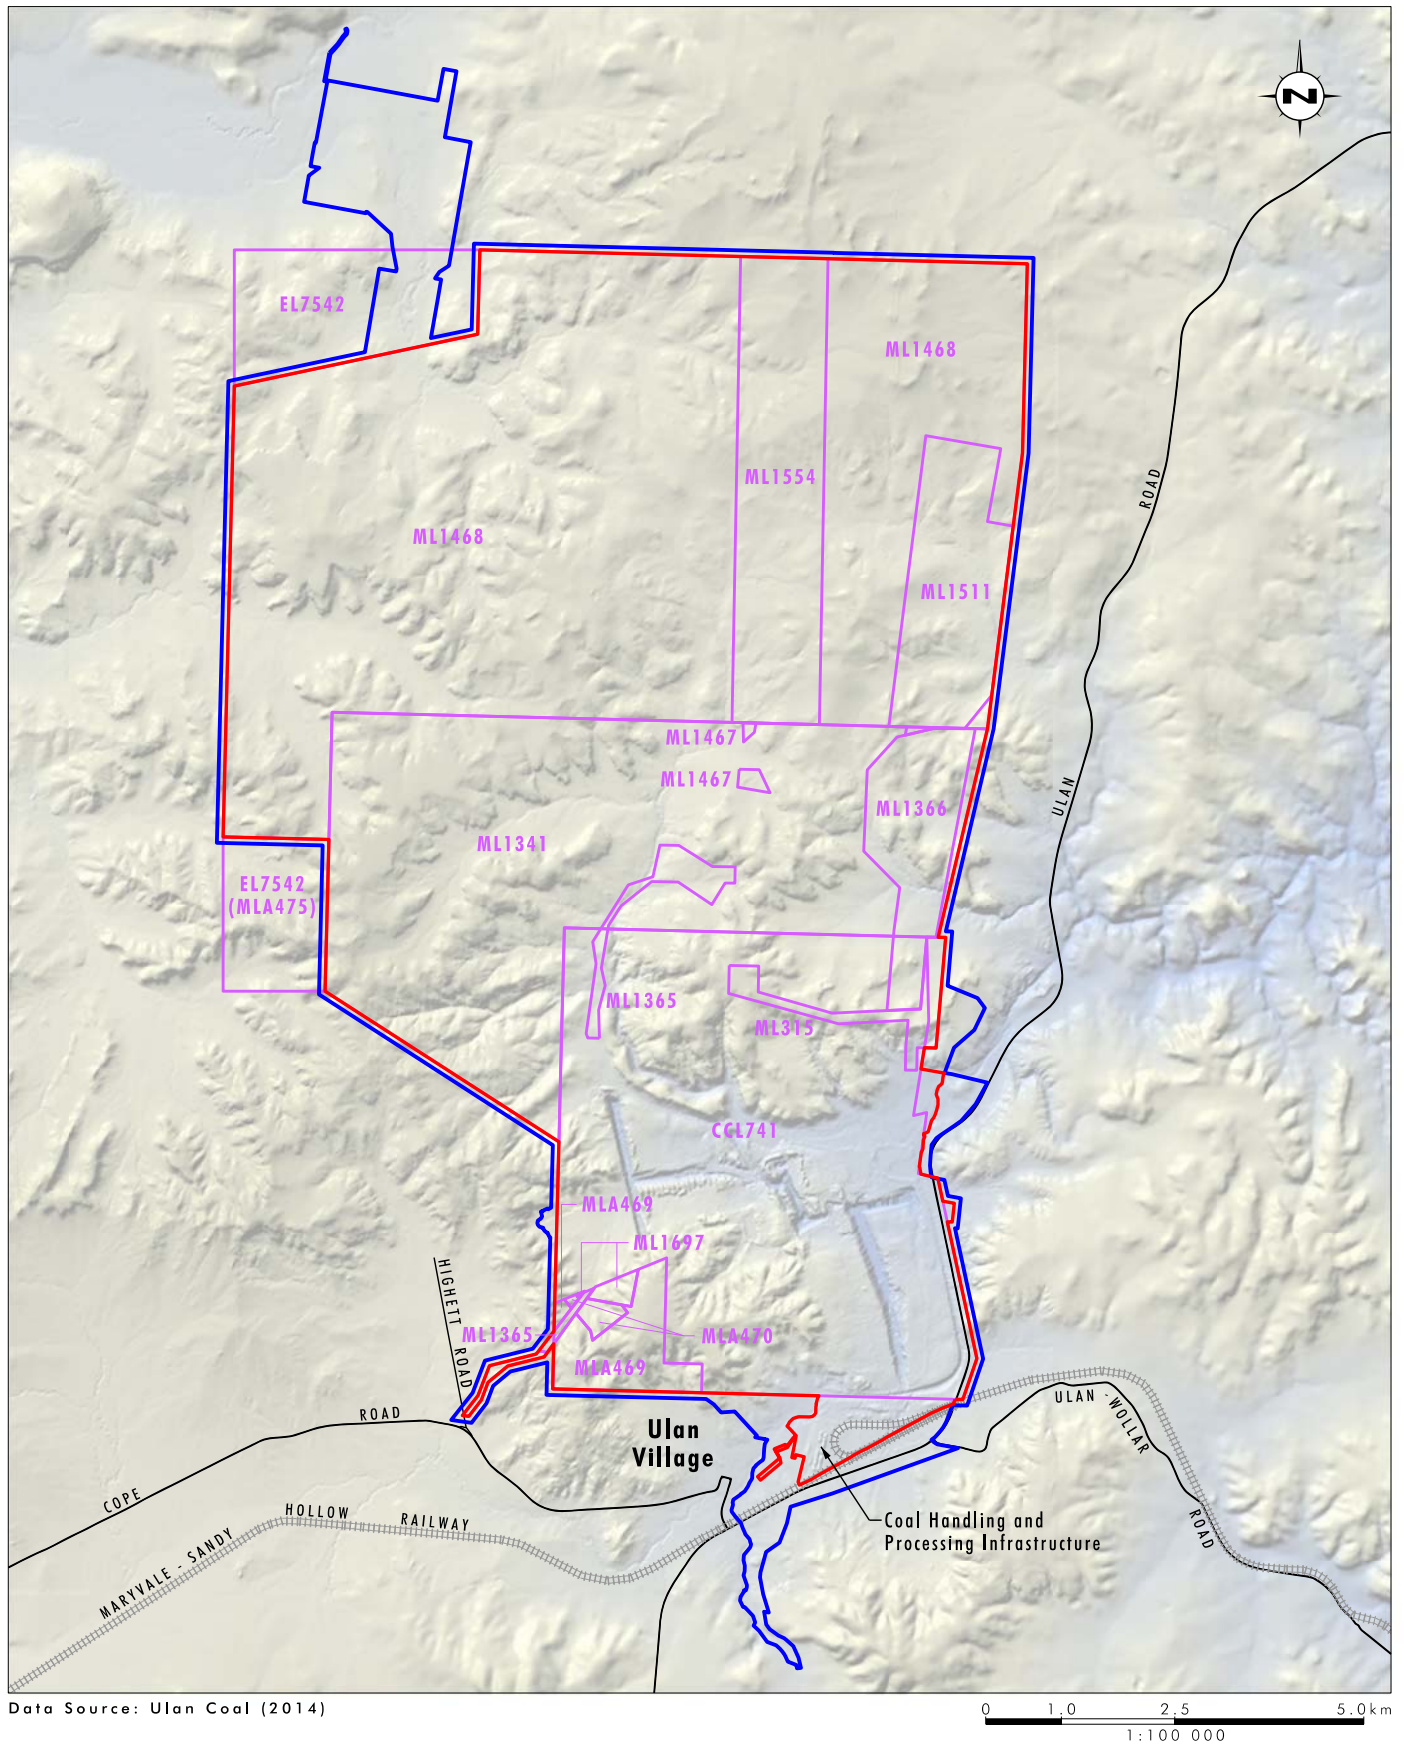 N
EL7542
ML1468
ML1554
ROAD
ML1468
ML1511
ML1467
ML1467
ULAN
ML1366
ML1341
EL7542
(MLA475)
ML1365
ML315
CCL741
MLA469
ML1697
HIGHETT ROAD
ML1365
MLA470
MLA469
ULAN - WOLLAR ROAD
COPE ROAD
Ulan
Village
MARYVALE - SANDY HOLLOW RAILWAY
Coal Handling and
Processing Infrastructure
Data Source: Ulan Coal (2014)
0 1.0 2.5 5.0km
1:100 000